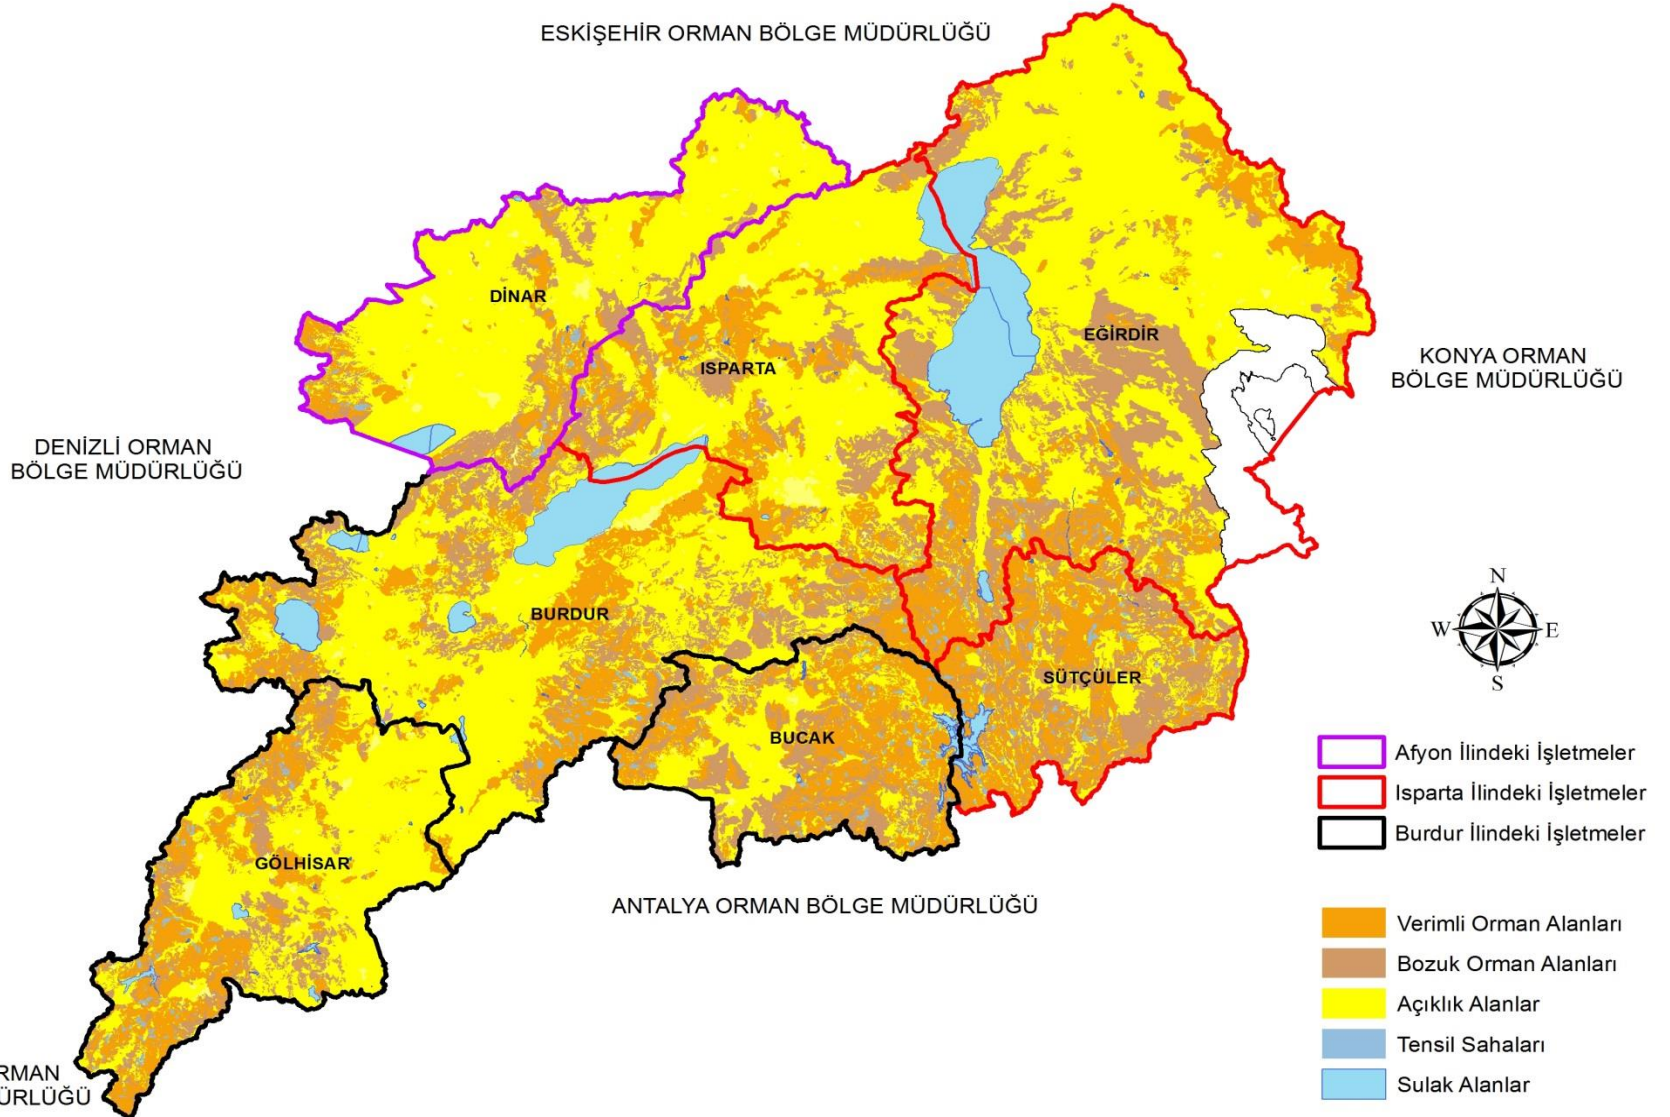 ESKİŞEHİR ORMAN BÖLGE MÜDÜRLÜĞÜ
DİNAR
EĞİRDİR
ISPARTA
KONYA ORMAN
BÖLGE MÜDÜRLÜĞÜ
DENİZLİ ORMAN
BÖLGE MÜDÜRLÜĞÜ
BURDUR
SÜTÇÜLER
BUCAK
GÖLHİSAR
ANTALYA ORMAN BÖLGE MÜDÜRLÜĞÜ
N
W E
S
Afyon İlindeki İşletmeler
Isparta İlindeki İşletmeler
Burdur İlindeki İşletmeler
Verimli Orman Alanları
Bozuk Orman Alanları
Açıklık Alanlar
Tensil Sahaları
Sulak Alanlar